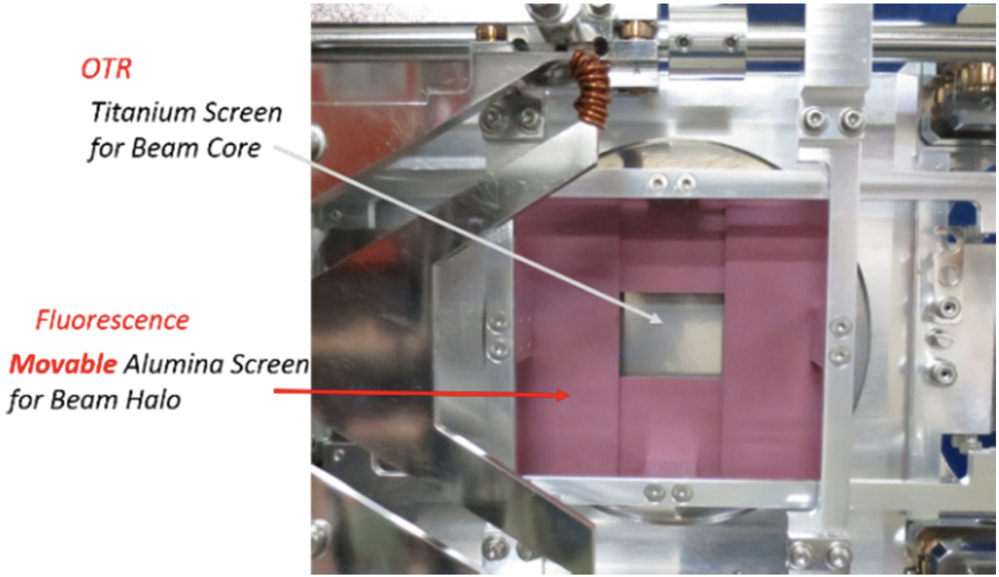 OTR
Titanium Screen
for Beam Core
Fluorescence
Movable Alumina Screen
for Beam Halo